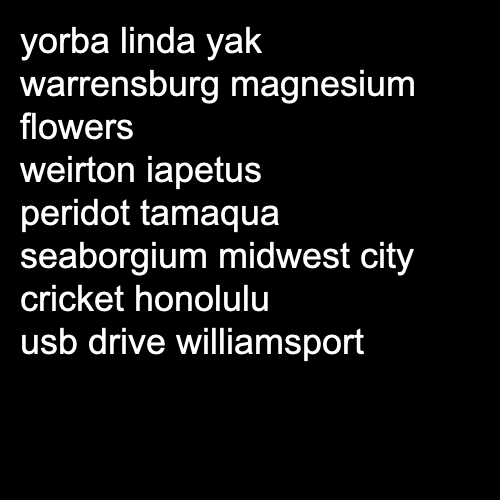 yorba linda yak
warrensburg magnesium
flowers
weirton iapetus
peridot tamaqua
seaborgium midwest city
cricket honolulu
usb drive williamsport